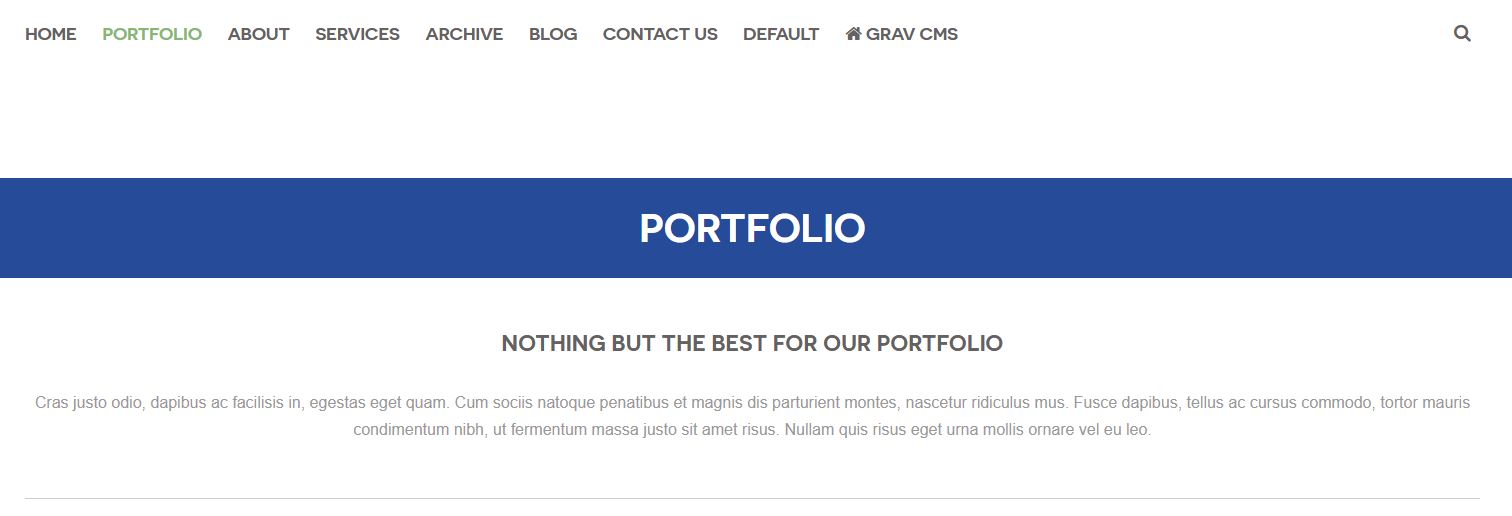 HOME PORTFOLIO ABOUT SERVICES ARCHIVE BLOG CONTACT US DEFAULT GRAV CMS
PORTFOLIO
NOTHING BUT THE BEST FOR OUR PORTFOLIO
Cras justo odio, dapibus ac facilisis in, egestas eget quam. Cum sociis natoque penatibus et magnis dis parturient montes, nascetur ridiculus mus. Fusce dapibus, tellus ac cursus commodo, tortor mauris
condimentum nibh, ut fermentum massa justo sit amet risus. Nullam quis risus eget urna mollis ornare vel eu leo.